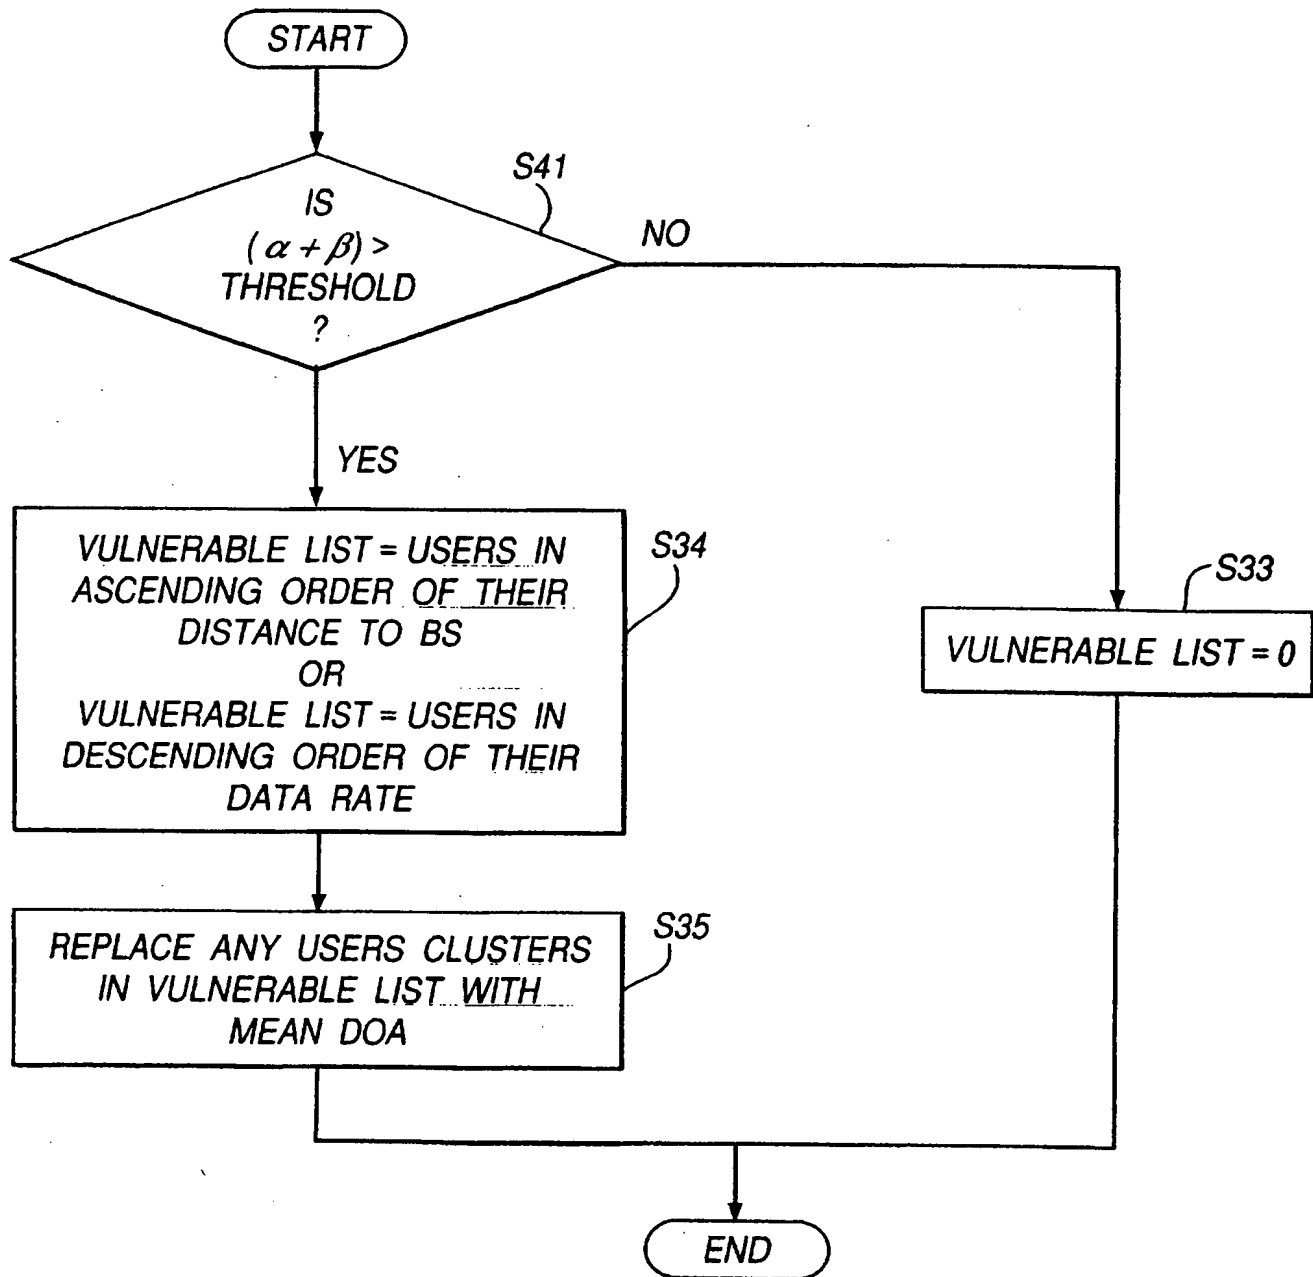 START
S41
IS
(α + β) >
THRESHOLD
?
NO
YES
VULNERABLE LIST = USERS IN
ASCENDING ORDER OF THEIR
DISTANCE TO BS
OR
VULNERABLE LIST = USERS IN
DESCENDING ORDER OF THEIR
DATA RATE
S34
S33
VULNERABLE LIST = 0
REPLACE ANY USERS CLUSTERS
IN VULNERABLE LIST WITH
MEAN DOA
S35
END